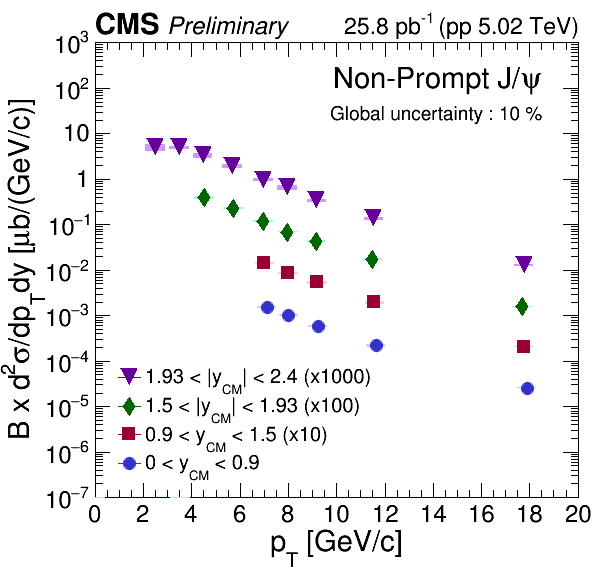 CMS Preliminary 25.8 pb⁻¹ (pp 5.02 TeV)
Non-Prompt J/ψ
Global uncertainty : 10 %
B x d²σ/dp_T dy [μb/(GeV/c)]
10³
10²
10
1
10⁻¹
10⁻²
10⁻³
10⁻⁴
10⁻⁵
10⁻⁶
10⁻⁷
1.93 < |y_CM| < 2.4 (x1000)
1.5 < |y_CM| < 1.93 (x100)
0.9 < y_CM < 1.5 (x10)
0 < y_CM < 0.9
0 2 4 6 8 10 12 14 16 18 20
p_T [GeV/c]